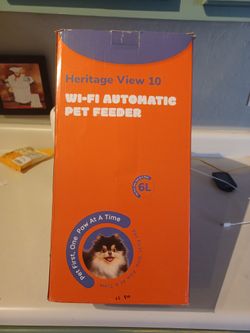 Heritage View 10
WI-FI AUTOMATIC
PET FEEDER
6L
Pet First, One Paw At A Time